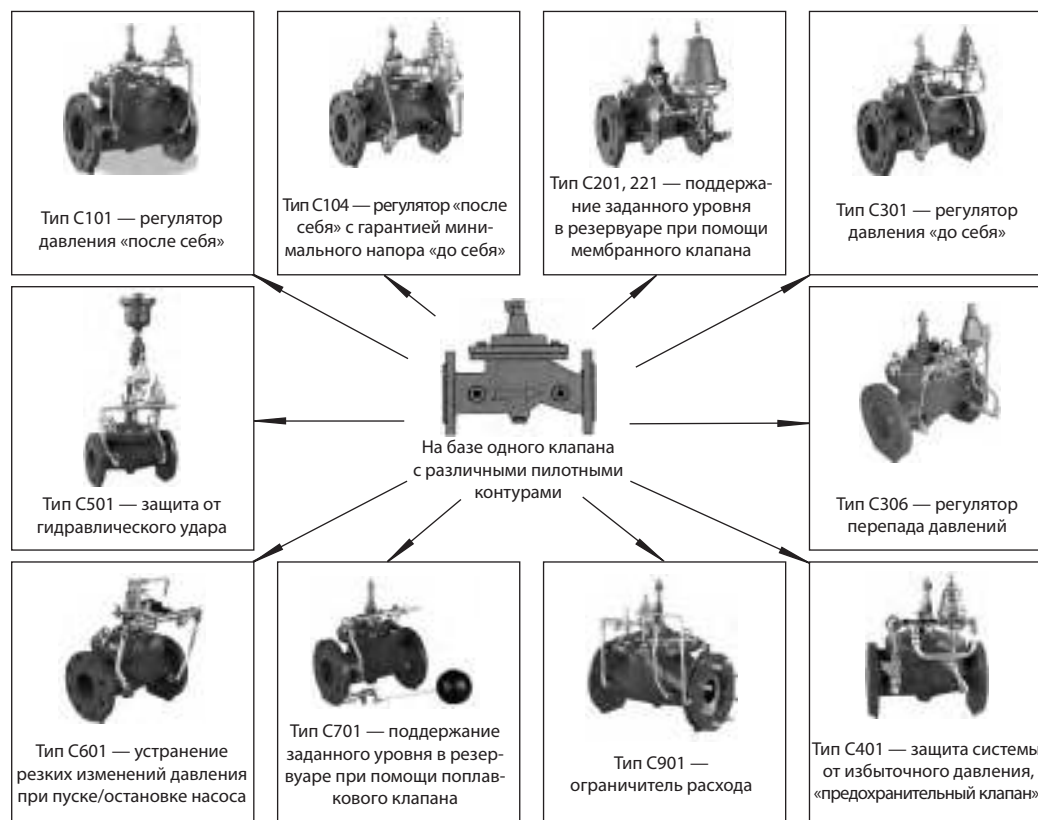 Тип С101 — регулятор
давления «после себя»
Тип С104 — регулятор «после
себя» с гарантией мини-
мального напора «до себя»
Тип С201, 221 — поддержа-
ние заданного уровня
в резервуаре при помощи
мембранного клапана
Тип С301 — регулятор
давления «до себя»
Тип С501 — защита от
гидравлического удара
На базе одного клапана
с различными пилотными
контурами
Тип С306 — регулятор
перепада давлений
Тип С601 — устранение
резких изменений давления
при пуске/остановке насоса
Тип С701 — поддержание
заданного уровня в резер-
вуаре при помощи поплав-
кового клапана
Тип С901 —
ограничитель расхода
Тип С401 — защита системы
от избыточного давления,
«предохранительный клапан»